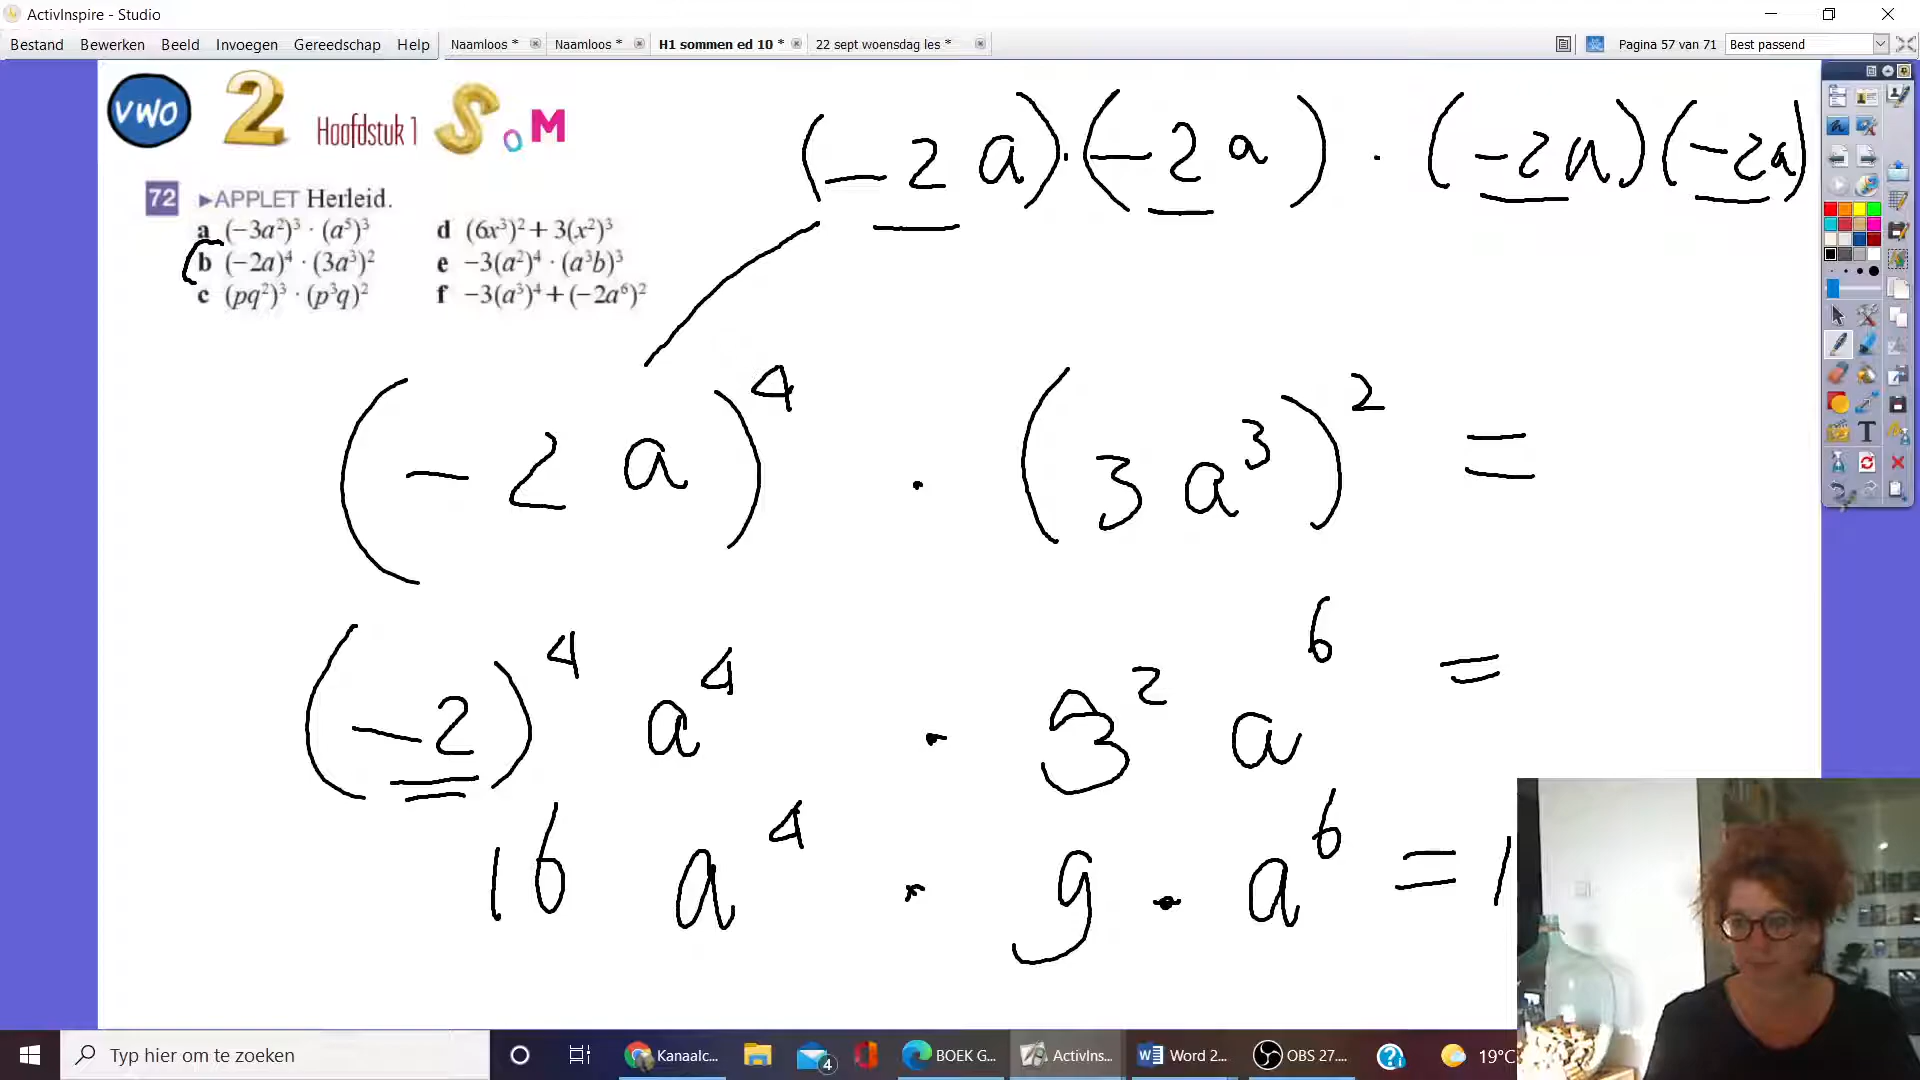 ActivInspire - Studio
Bestand Bewerken Beeld Invoegen Gereedschap Help
Naamloos * Naamloos * H1 sommen ed 10 * 22 sept woensdag les *
Pagina 57 van 71 Best passend
VWO 2 Hoofdstuk 1 SoM
72 ►APPLET Herleid.
a (−3a²)³ · (a⁵)³
b (−2a)⁴ · (3a³)²
c (pq²)³ · (p³q)²
d (6x³)² + 3(x²)³
e −3(a²)⁴ · (a³b)³
f −3(a³)⁴ + (−2a⁶)²
(−2a)·(−2a) · (−2a)(−2a)
(−2a)⁴ · (3a³)² =
(−2)⁴ a⁴ · 3² a⁶ =
16 a⁴ · 9 · a⁶ = 1
Typ hier om te zoeken
Kanaalc... 4 BOEK G... ActivIns... Word 2... OBS 27.... 19°C